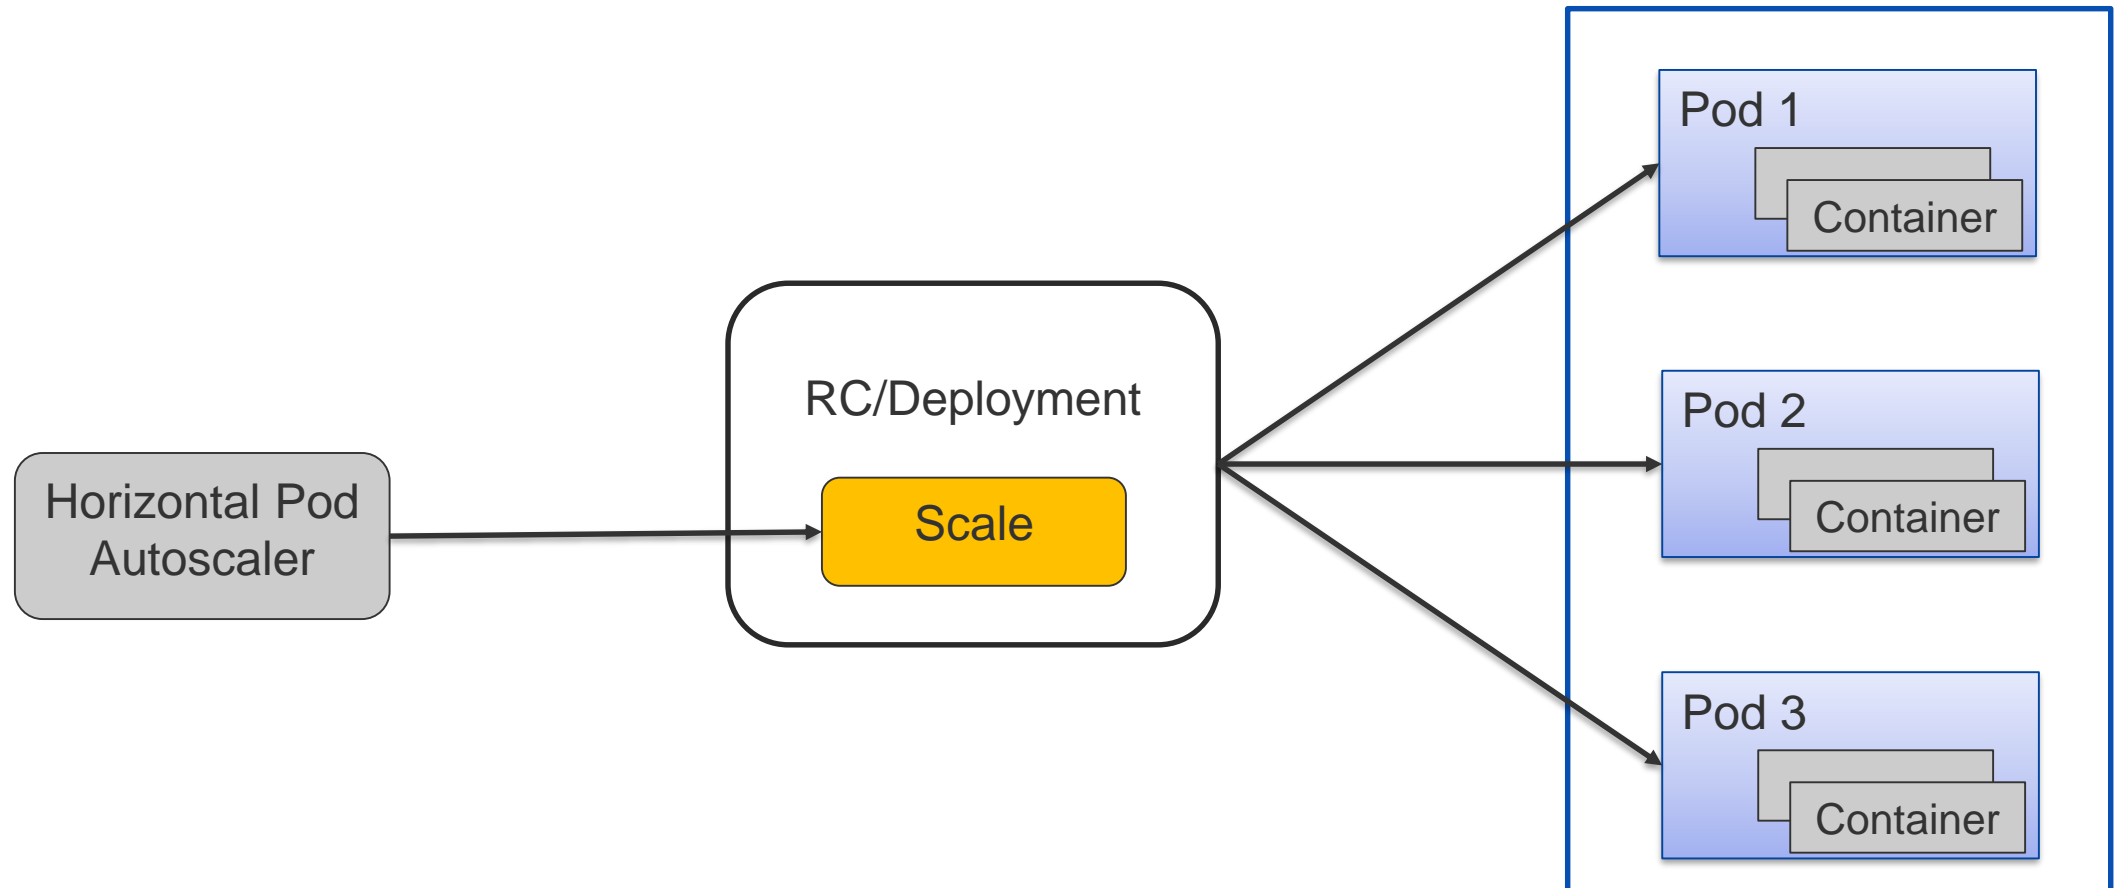 Horizontal Pod
Autoscaler
RC/Deployment
Scale
Pod 1
Container
Pod 2
Container
Pod 3
Container